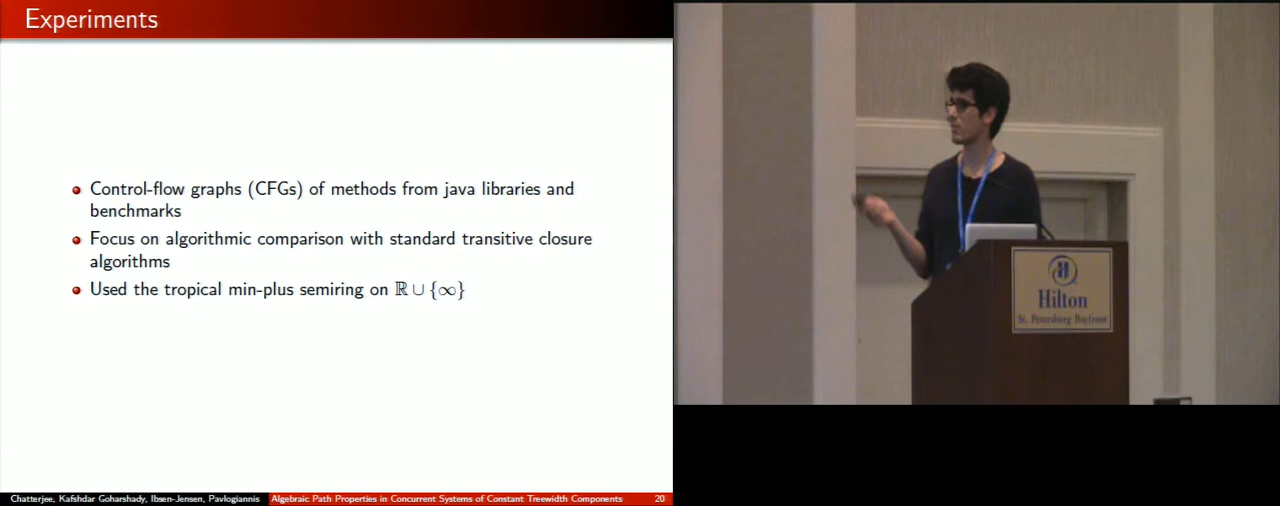 Experiments
Control-flow graphs (CFGs) of methods from java libraries and
benchmarks
Focus on algorithmic comparison with standard transitive closure
algorithms
Used the tropical min-plus semiring on ℝ ∪ {∞}
Chatterjee, Kafshdar Goharshady, Ibsen-Jensen, Pavlogiannis
Algebraic Path Properties in Concurrent Systems of Constant Treewidth Components
20
Hilton
St. Petersburg Bayfront